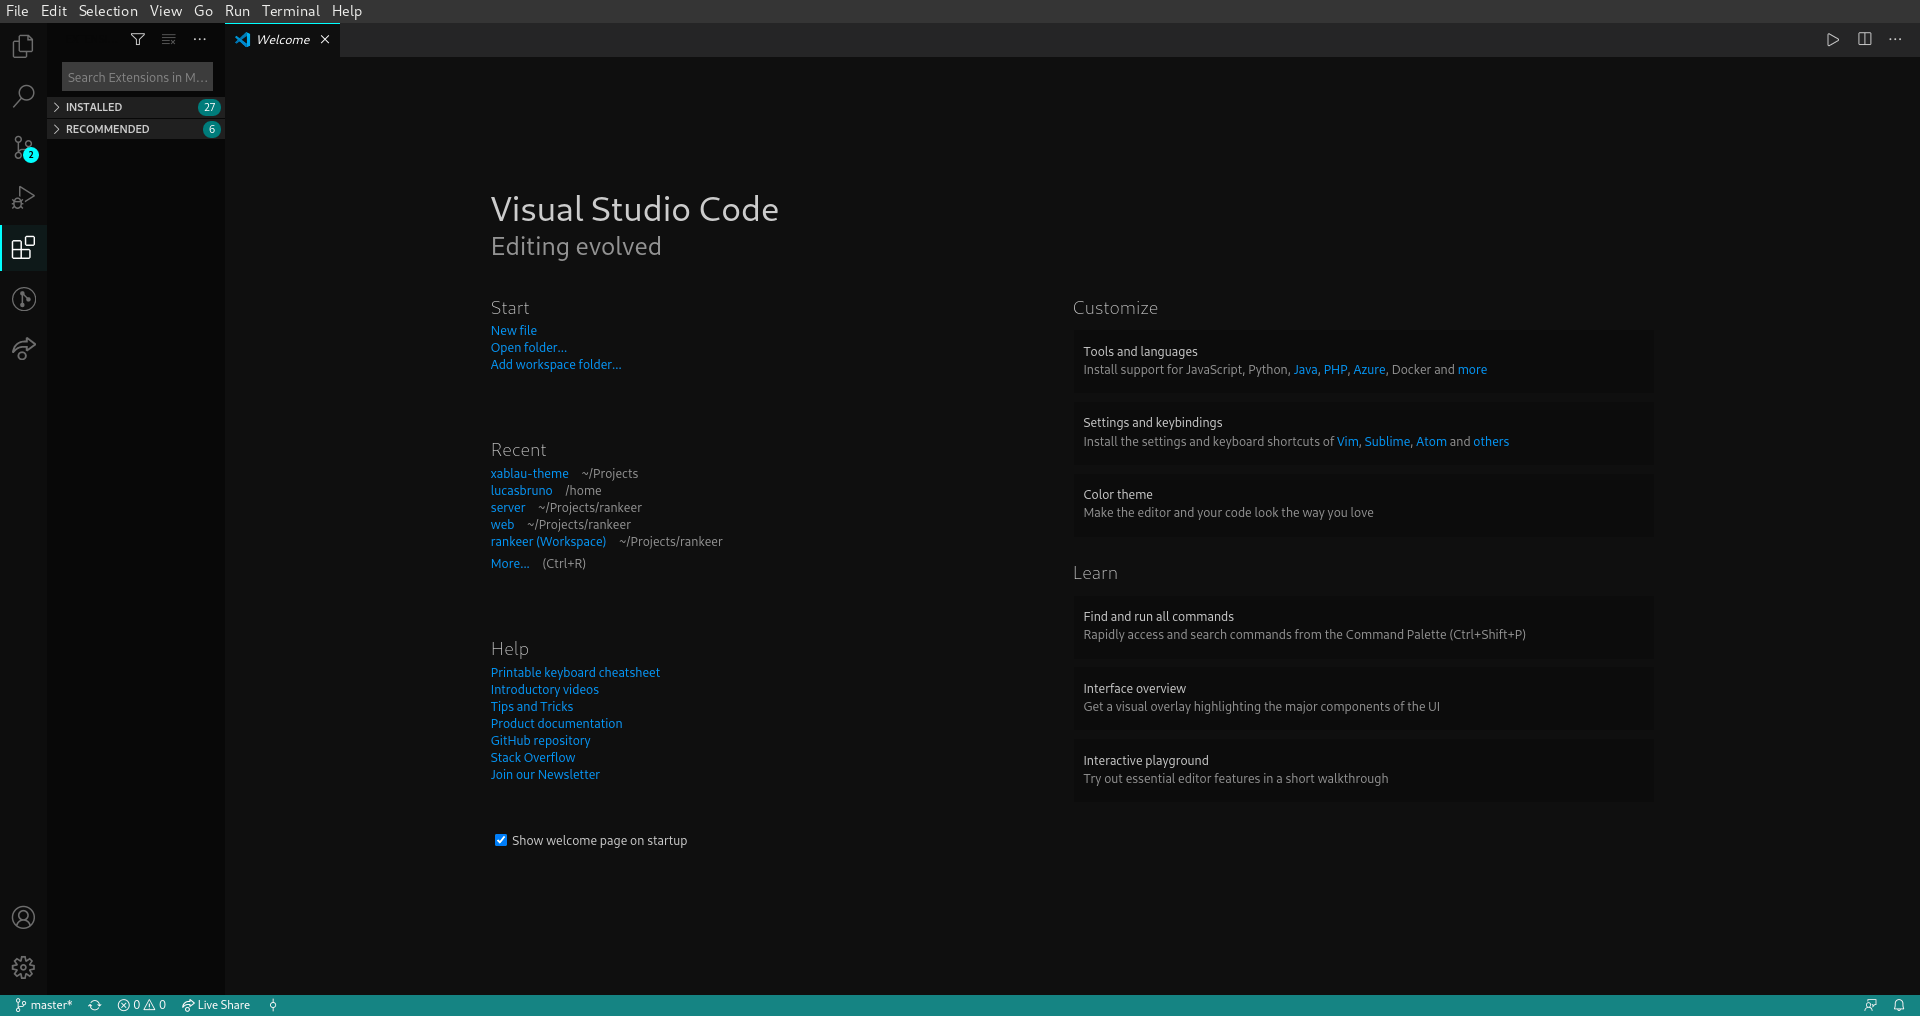 File Edit Selection View Go Run Terminal Help
Welcome
Search Extensions in M...
INSTALLED 27
RECOMMENDED 6
2
Visual Studio Code
Editing evolved
Start
New file
Open folder...
Add workspace folder...
Recent
xablau-theme ~/Projects
lucasbruno /home
server ~/Projects/rankeer
web ~/Projects/rankeer
rankeer (Workspace) ~/Projects/rankeer
More... (Ctrl+R)
Help
Printable keyboard cheatsheet
Introductory videos
Tips and Tricks
Product documentation
GitHub repository
Stack Overflow
Join our Newsletter
Show welcome page on startup
Customize
Tools and languages
Install support for JavaScript, Python, Java, PHP, Azure, Docker and more
Settings and keybindings
Install the settings and keyboard shortcuts of Vim, Sublime, Atom and others
Color theme
Make the editor and your code look the way you love
Learn
Find and run all commands
Rapidly access and search commands from the Command Palette (Ctrl+Shift+P)
Interface overview
Get a visual overlay highlighting the major components of the UI
Interactive playground
Try out essential editor features in a short walkthrough
master* 0 0 Live Share